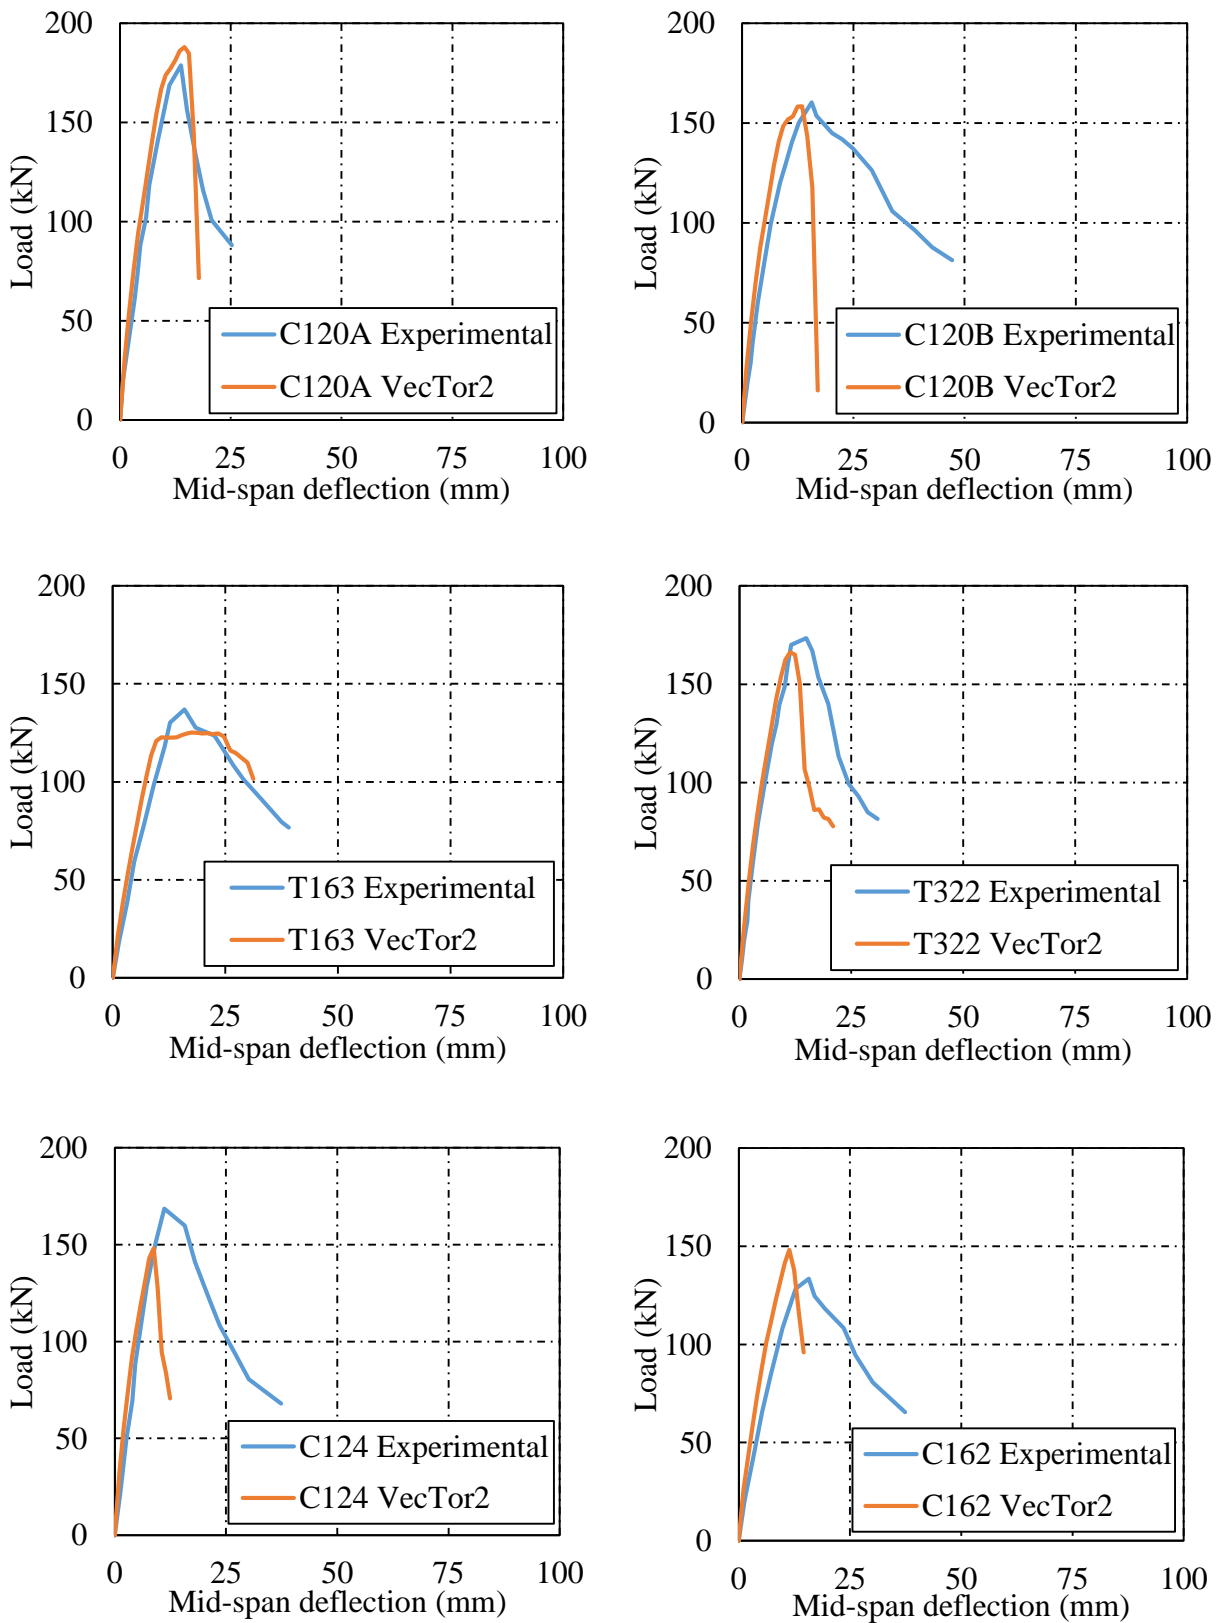 200
150
100
50
0
Load (kN)
C120A Experimental
C120A VecTor2
0 25 50 75 100
Mid-span deflection (mm)
200
150
100
50
0
Load (kN)
C120B Experimental
C120B VecTor2
0 25 50 75 100
Mid-span deflection (mm)
200
150
100
50
0
Load (kN)
T163 Experimental
T163 VecTor2
0 25 50 75 100
Mid-span deflection (mm)
200
150
100
50
0
Load (kN)
T322 Experimental
T322 VecTor2
0 25 50 75 100
Mid-span deflection (mm)
200
150
100
50
0
Load (kN)
C124 Experimental
C124 VecTor2
0 25 50 75 100
Mid-span deflection (mm)
200
150
100
50
0
Load (kN)
C162 Experimental
C162 VecTor2
0 25 50 75 100
Mid-span deflection (mm)